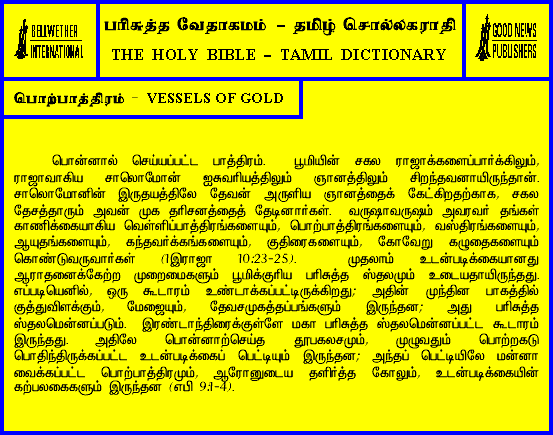 BELLWETHER
INTERNATIONAL
பரிசுத்த வேதாகமம் – தமிழ் சொல்லகராதி
THE HOLY BIBLE – TAMIL DICTIONARY
GOOD NEWS
PUBLISHERS
பொற்பாத்திரம் – VESSELS OF GOLD
பொன்னால் செய்யப்பட்ட பாத்திரம். பூமியின் சகல ராஜாக்களைப்பார்க்கிலும்,
ராஜாவாகிய சாலொமோன் ஐசுவரியத்திலும் ஞானத்திலும் சிறந்தவனாயிருந்தான்.
சாலொமோனின் இருதயத்திலே தேவன் அருளிய ஞானத்தைக் கேட்கிறதற்காக, சகல
தேசத்தாரும் அவன் முக தரிசனத்தைத் தேடினார்கள். வருஷாவருஷம் அவரவர் தங்கள்
காணிக்கையாகிய வெள்ளிப்பாத்திரங்களையும், பொற்பாத்திரங்களையும், வஸ்திரங்களையும்,
ஆயுதங்களையும், கந்தவர்க்கங்களையும், குதிரைகளையும், கோவேறு கழுதைகளையும்
கொண்டுவருவார்கள் (1இராஜா 10:23-25). முதலாம் உடன்படிக்கையானது
ஆராதனைக்கேற்ற முறைமைகளும் பூமிக்குரிய பரிசுத்த ஸ்தலமும் உடையதாயிருந்தது.
எப்படியெனில், ஒரு கூடாரம் உண்டாக்கப்பட்டிருக்கிறது; அதின் முந்தின பாகத்தில்
குத்துவிளக்கும், மேஜையும், தேவசமுகத்தப்பங்களும் இருந்தன; அது பரிசுத்த
ஸ்தலமென்னப்படும். இரண்டாந்திரைக்குள்ளே மகா பரிசுத்த ஸ்தலமென்னப்பட்ட கூடாரம்
இருந்தது. அதிலே பொன்னாற்செய்த தூபகலசமும், முழுவதும் பொற்றகடு
பொதிந்திருக்கப்பட்ட உடன்படிக்கைப் பெட்டியும் இருந்தன; அந்தப் பெட்டியிலே மன்னா
வைக்கப்பட்ட பொற்பாத்திரமும், ஆரோனுடைய தளிர்த்த கோலும், உடன்படிக்கையின்
கற்பலகைகளும் இருந்தன (எபி 9:1-4).